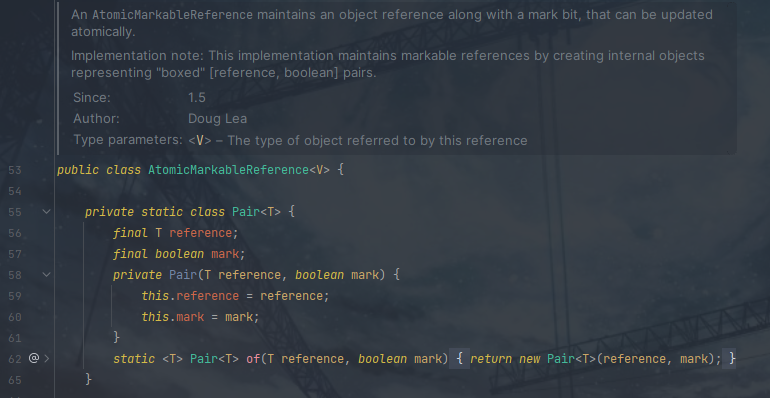 An AtomicMarkableReference maintains an object reference along with a mark bit, that can be updated
atomically.
Implementation note: This implementation maintains markable references by creating internal objects
representing "boxed" [reference, boolean] pairs.
Since: 1.5
Author: Doug Lea
Type parameters: <V> – The type of object referred to by this reference
53 public class AtomicMarkableReference<V> {
54
55 private static class Pair<T> {
56 final T reference;
57 final boolean mark;
58 private Pair(T reference, boolean mark) {
59 this.reference = reference;
60 this.mark = mark;
61 }
62 @ static <T> Pair<T> of(T reference, boolean mark) { return new Pair<T>(reference, mark); }
65 }